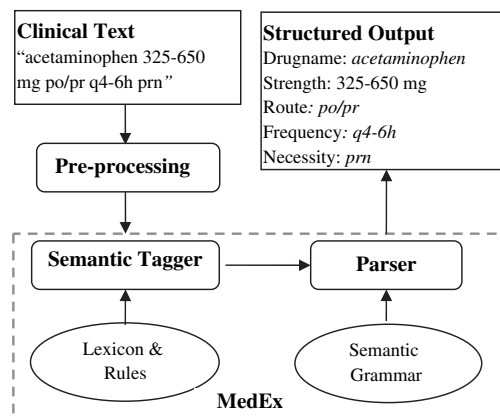 Clinical Text
“acetaminophen 325-650
mg po/pr q4-6h prn”
Structured Output
Drugname: acetaminophen
Strength: 325-650 mg
Route: po/pr
Frequency: q4-6h
Necessity: prn
Pre-processing
Semantic Tagger
Parser
Lexicon &
Rules
Semantic
Grammar
MedEx